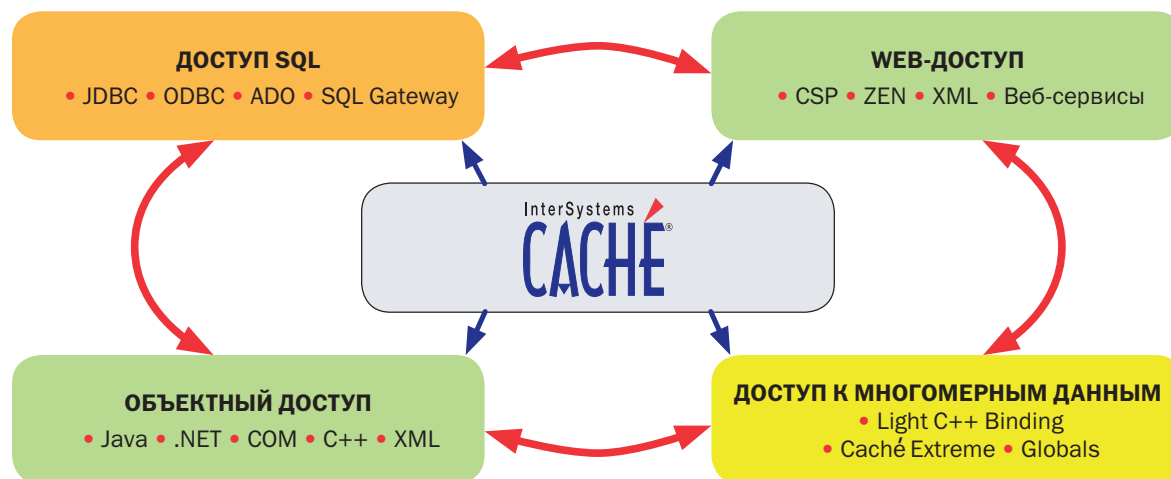 ДОСТУП SQL
• JDBC • ODBC • ADO • SQL Gateway
WEB-ДОСТУП
• CSP • ZEN • XML • Веб-сервисы
InterSystems
CACHÉ®
ОБЪЕКТНЫЙ ДОСТУП
• Java • .NET • COM • C++ • XML
ДОСТУП К МНОГОМЕРНЫМ ДАННЫМ
• Light C++ Binding
• Caché Extreme • Globals